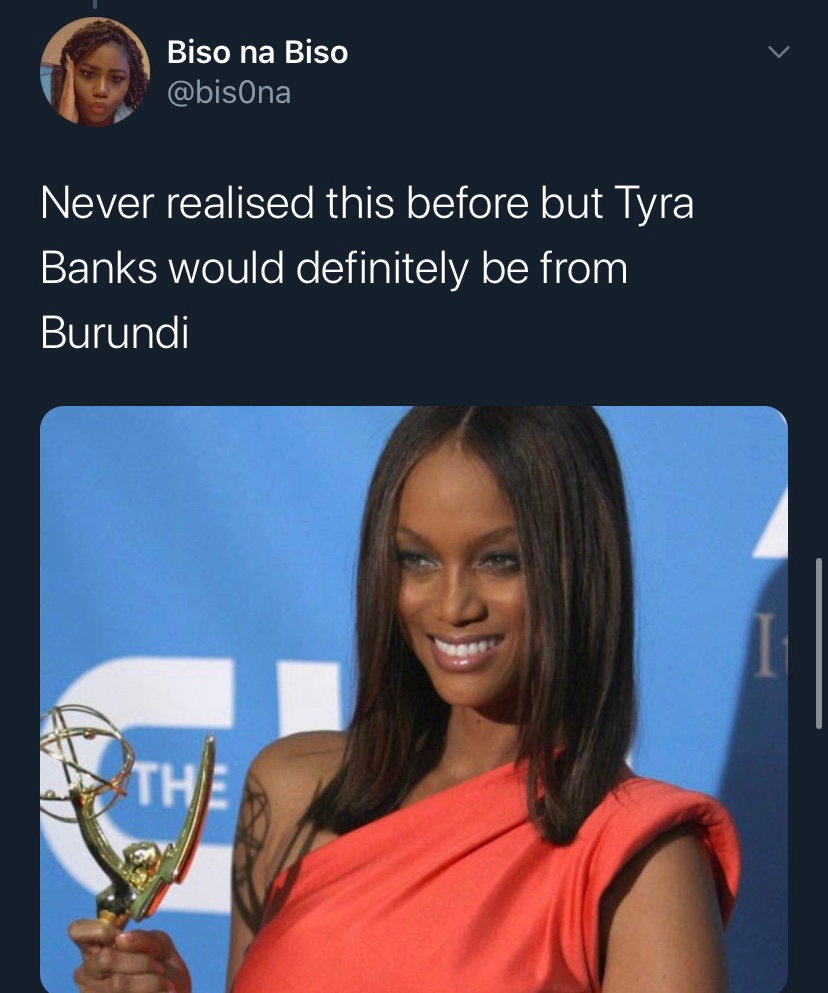 Biso na Biso
@bis0na
Never realised this before but Tyra
Banks would definitely be from
Burundi
THE